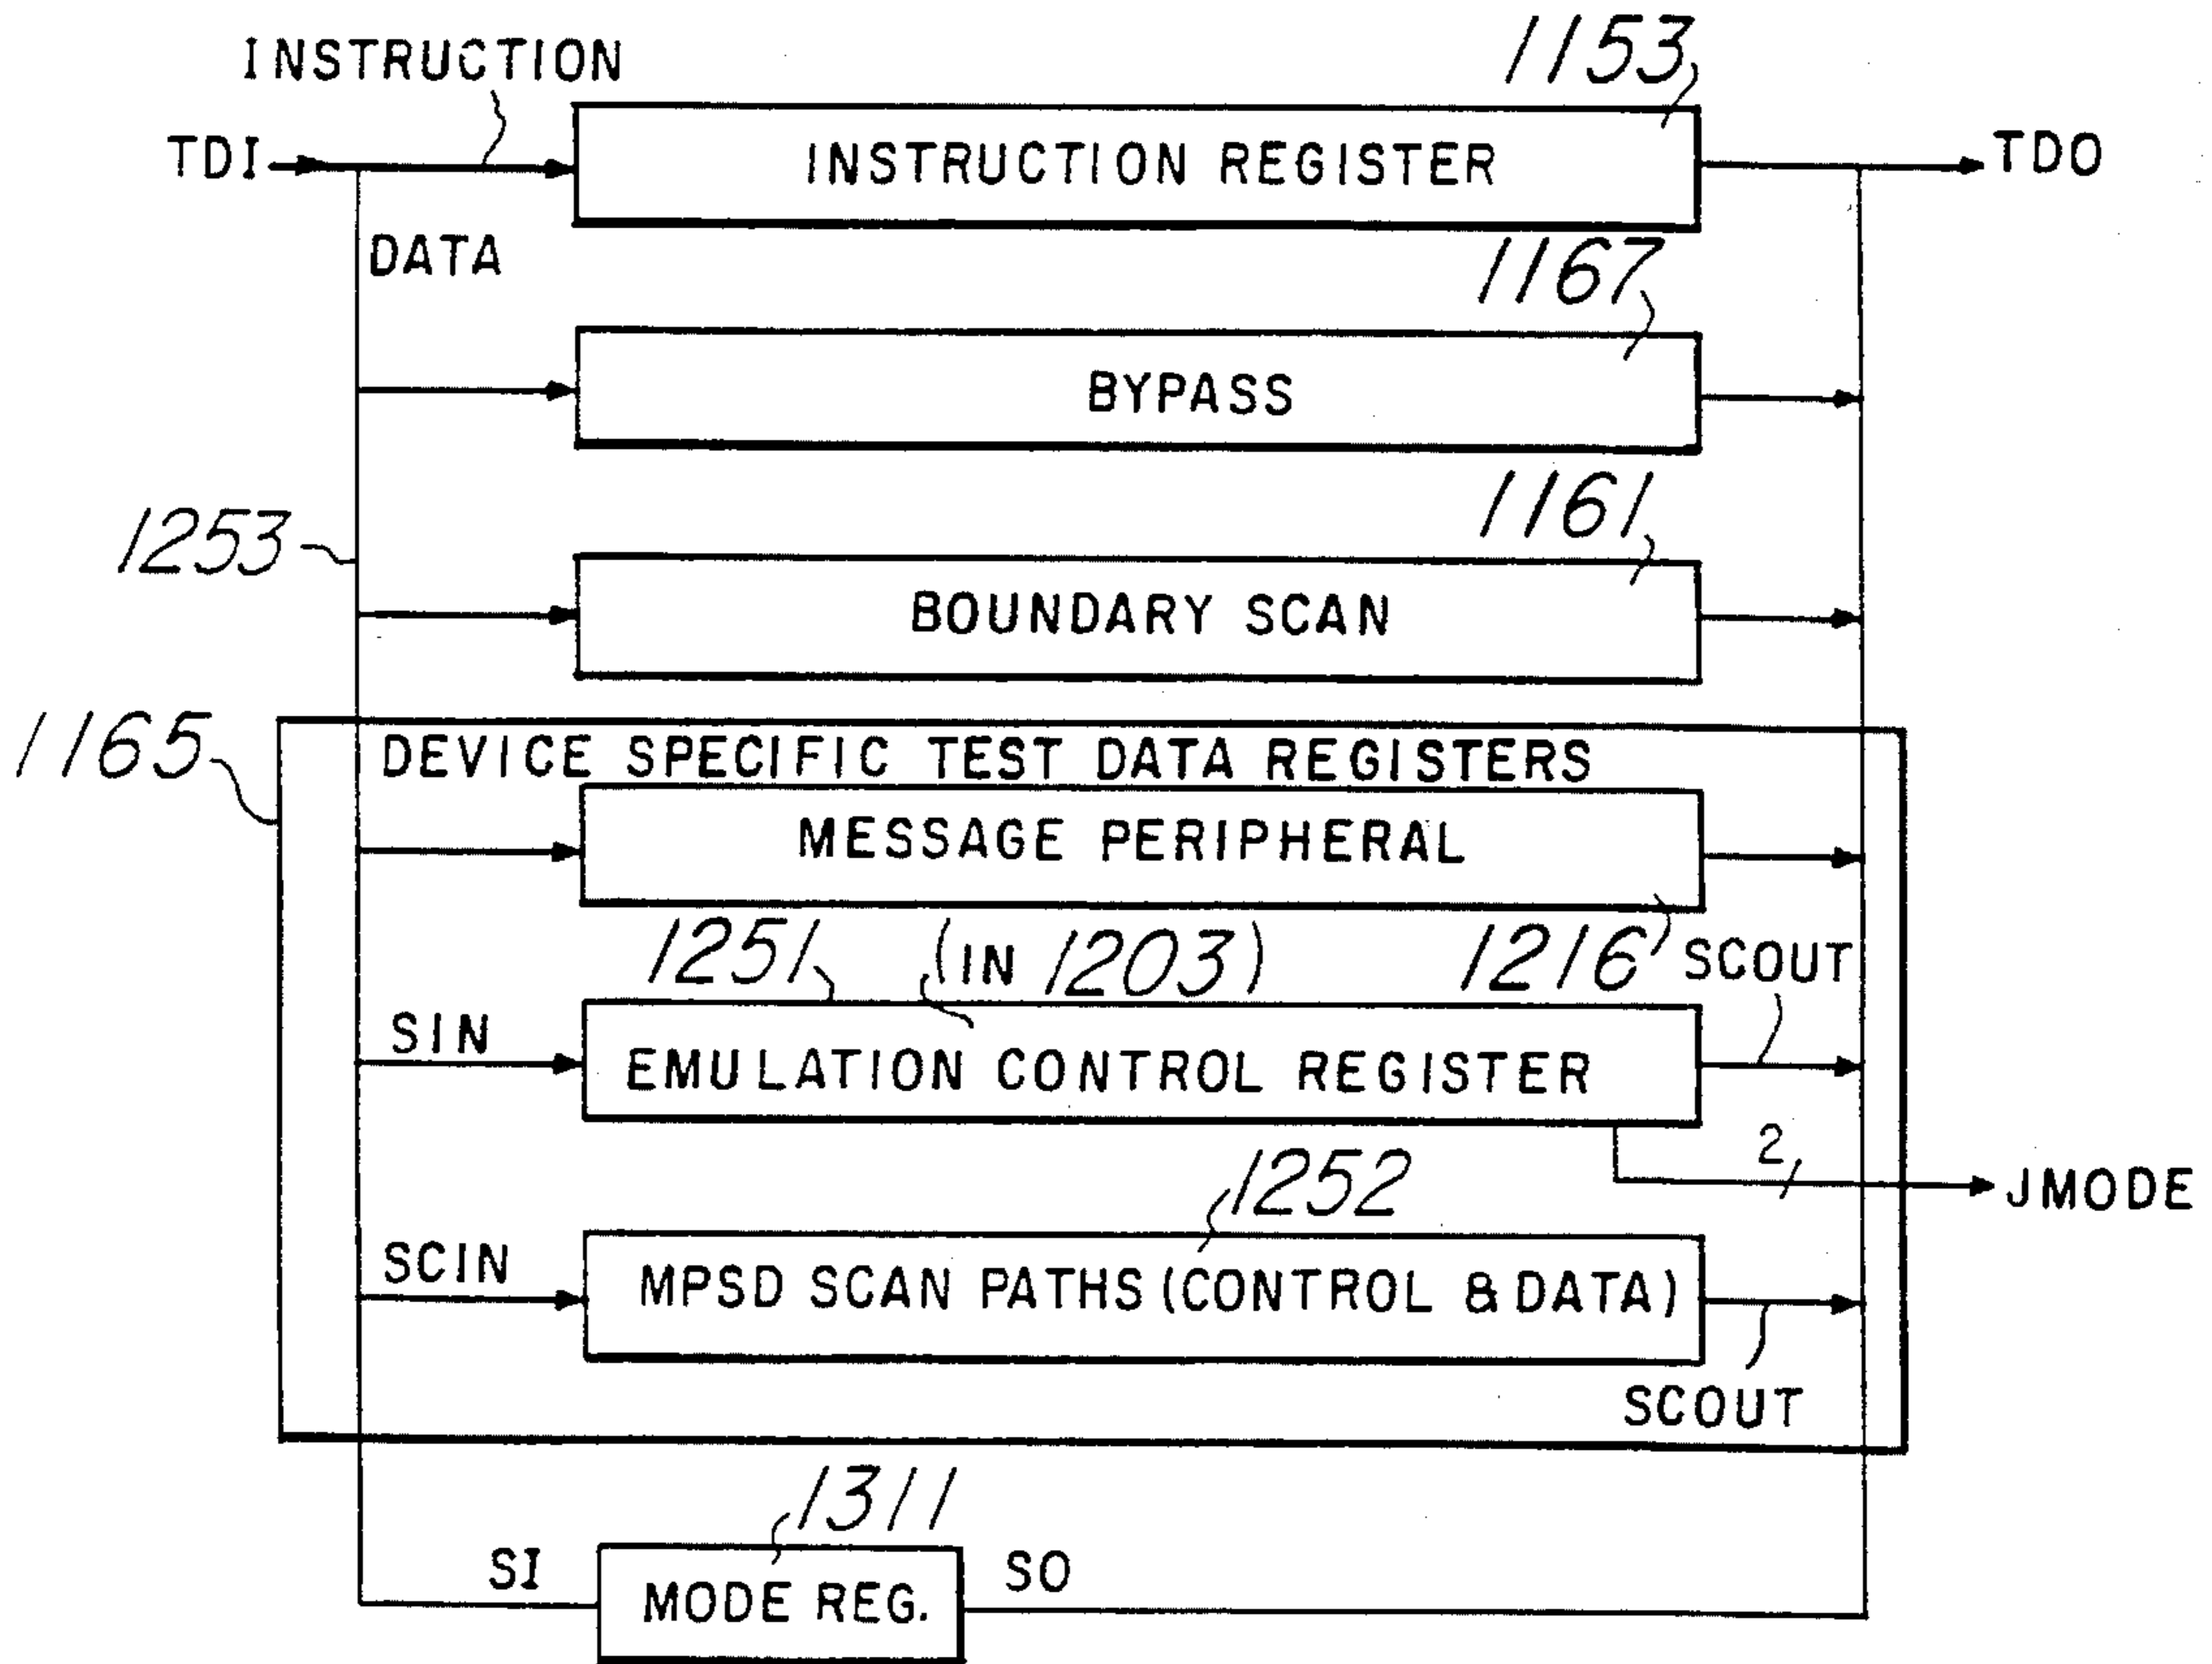 INSTRUCTION
1153
TDI
INSTRUCTION REGISTER
TDO
DATA
1167
BYPASS
1161
1253
BOUNDARY SCAN
1165
DEVICE SPECIFIC TEST DATA REGISTERS
MESSAGE PERIPHERAL
1251 (IN 1203)
1216 SCOUT
SIN
EMULATION CONTROL REGISTER
2
1252
JMODE
SCIN
MPSD SCAN PATHS (CONTROL & DATA)
SCOUT
1311
SI
MODE REG.
SO